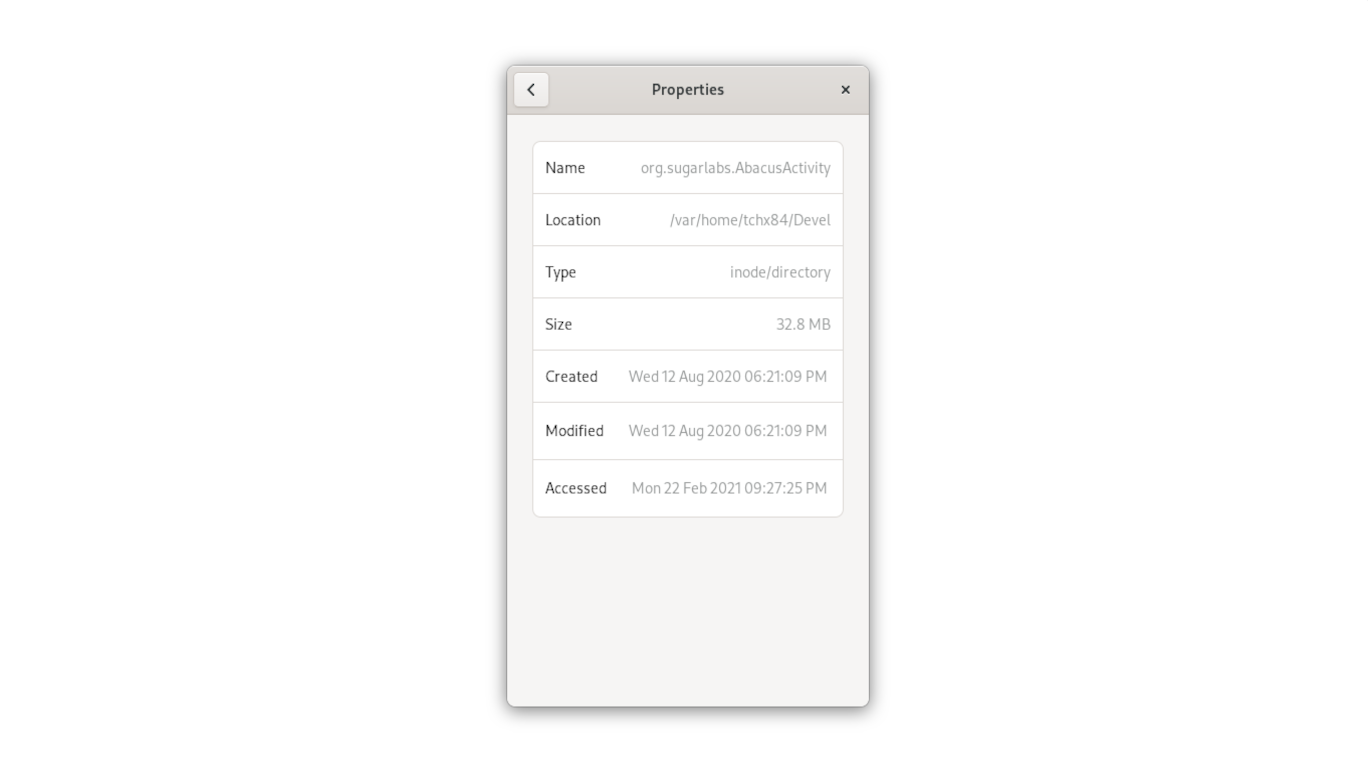 Properties
Name org.sugarlabs.AbacusActivity
Location /var/home/tchx84/Devel
Type inode/directory
Size 32.8 MB
Created Wed 12 Aug 2020 06:21:09 PM
Modified Wed 12 Aug 2020 06:21:09 PM
Accessed Mon 22 Feb 2021 09:27:25 PM